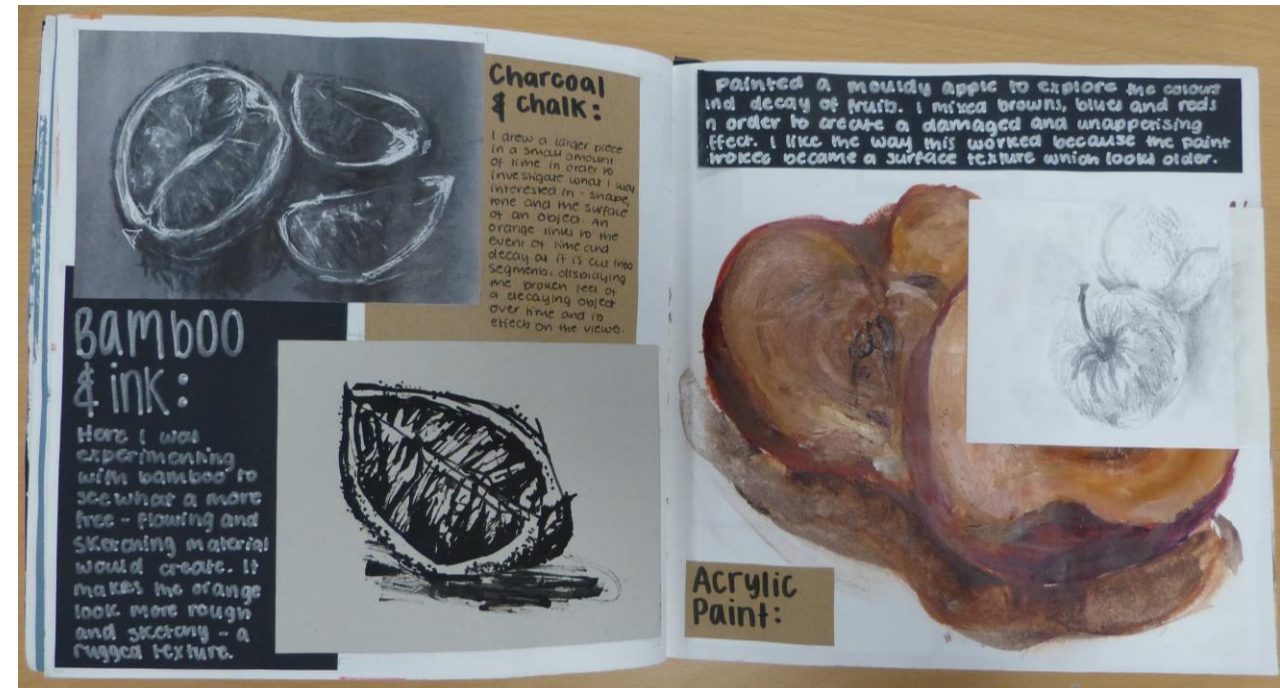 Charcoal
& chalk:
I drew a larger piece
in a small amount
of time in order to
investigate what I was
interested in - shape,
tone and the surface
of an object. An
orange links to the
event of time and
decay as it is cut into
segments, displaying
the broken feel of
a decaying object
over time and its
effects on the viewer.
Bamboo
& ink:
Here I was
experimenting
with bamboo to
see what a more
free - flowing and
sketching material
would create. It
makes the orange
look more rough
and sketchy - a
rugged texture.
painted a mouldy apple to explore the colours
and decay of fruits. I mixed browns, blues and reds
in order to create a damaged and unappetising
effect. I like the way this worked because the paint
strokes became a surface texture which looks older.
Acrylic
Paint: